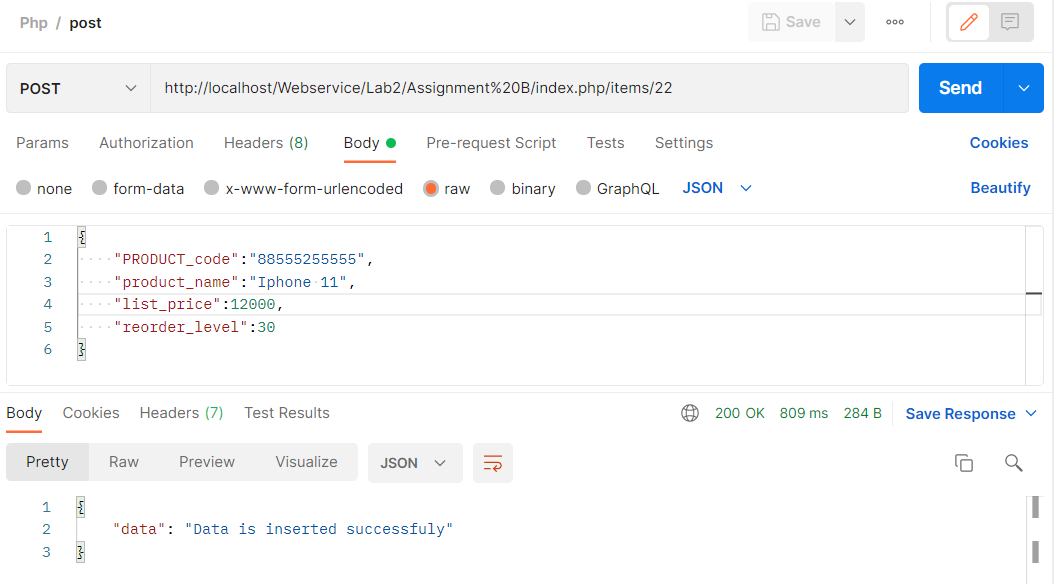 Php / post
Save
POST http://localhost/Webservice/Lab2/Assignment%20B/index.php/items/22 Send
Params Authorization Headers (8) Body Pre-request Script Tests Settings Cookies
none form-data x-www-form-urlencoded raw binary GraphQL JSON Beautify
1 {
2 "PRODUCT_code":"88555255555",
3 "product_name":"Iphone 11",
4 "list_price":12000,
5 "reorder_level":30
6 }
Body Cookies Headers (7) Test Results 200 OK 809 ms 284 B Save Response
Pretty Raw Preview Visualize JSON
1 {
2 "data": "Data is inserted successfuly"
3 }